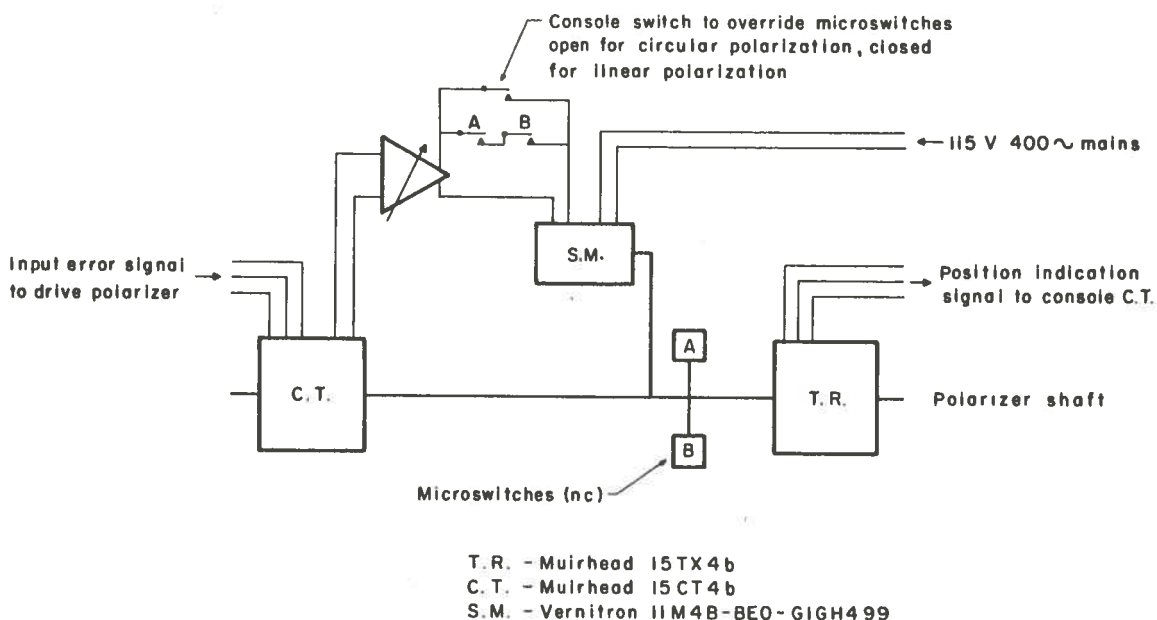 Console switch to override microswitches
open for circular polarization, closed
for linear polarization
A B
115 V 400 ~ mains
S.M.
Input error signal
to drive polarizer
Position indication
signal to console C.T.
A
C.T.
T.R.
Polarizer shaft
B
Microswitches (nc)
T.R. - Muirhead 15TX4b
C.T. - Muirhead 15CT4b
S.M. - Vernitron 11M4B-BEO-GIGH499